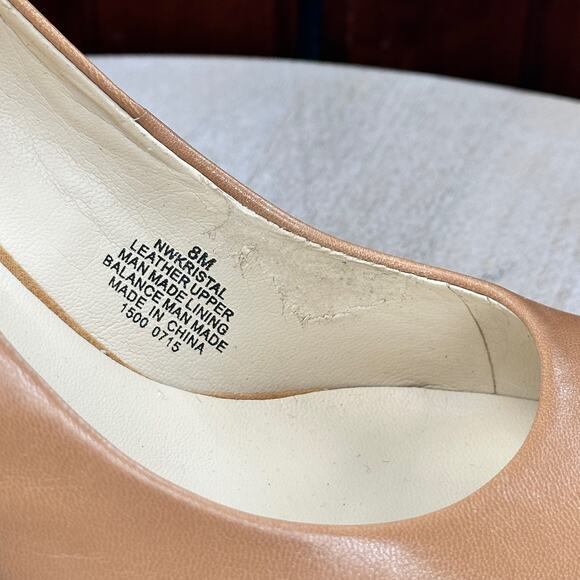 8M
NWKRISTAL
LEATHER UPPER
MAN MADE LINING
BALANCE MAN MADE
MADE IN CHINA
1500 0715